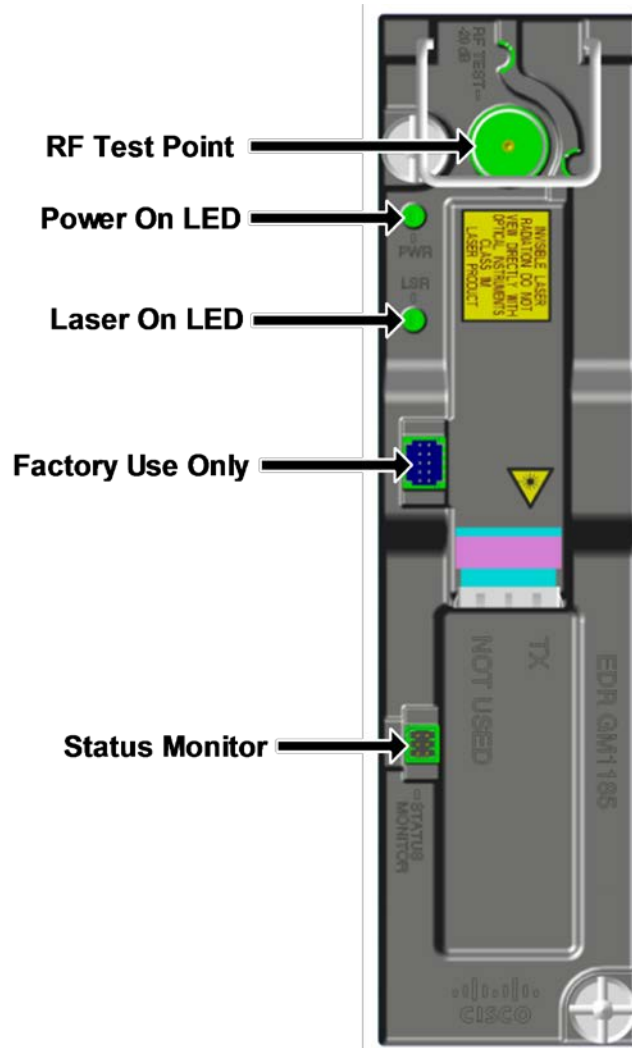 RF Test Point
Power On LED
Laser On LED
Factory Use Only
Status Monitor
RF TEST
-20 dB
PWR
LSR
INVISIBLE LASER
RADIATION DO NOT
VIEW DIRECTLY WITH
OPTICAL INSTRUMENTS
CLASS 1M
LASER PRODUCT
TX
NOT USED
EDR GM1185
STATUS
MONITOR
CISCO